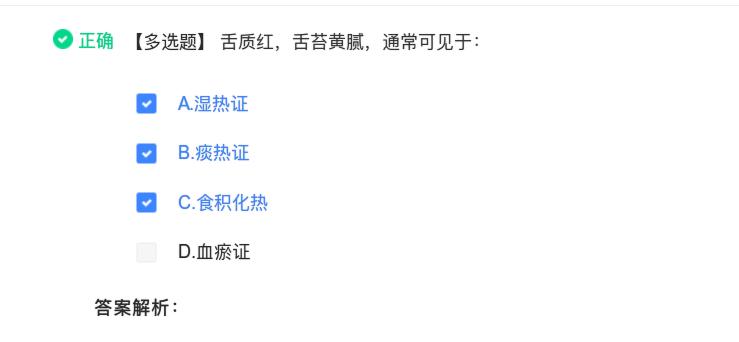 正确 【多选题】 舌质红，舌苔黄腻，通常可见于：
A.湿热证
B.痰热证
C.食积化热
D.血瘀证
答案解析：